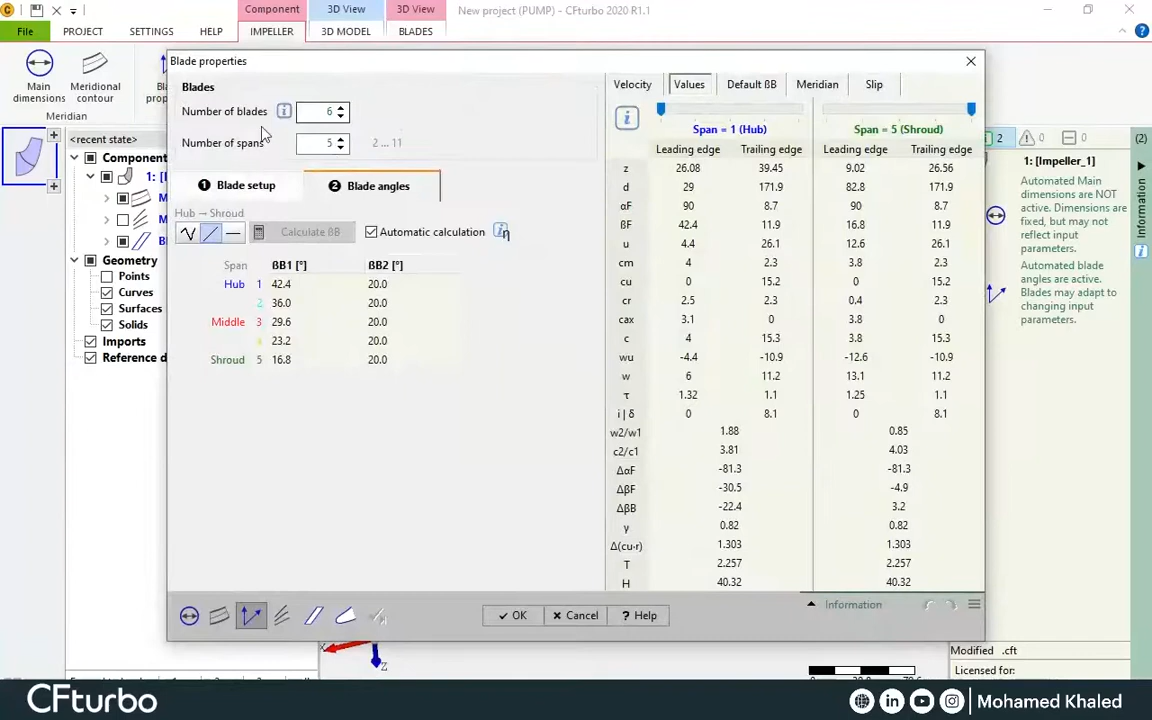 Component
3D View
3D View
New project (PUMP) - CFturbo 2020 R1.1
File
PROJECT
SETTINGS
HELP
IMPELLER
3D MODEL
BLADES
Main dimensions
Meridional contour
Meridian
<recent state>
Component
1: [
Geometry
Points
Curves
Surfaces
Solids
Imports
Reference d
Blade properties
Blades
Number of blades 6
Number of spans 5 2 ... 11
1 Blade setup
2 Blade angles
Hub → Shroud
Calculate ßB
Automatic calculation
Span ßB1 [°] ßB2 [°]
Hub 1 42.4 20.0
2 36.0 20.0
Middle 3 29.6 20.0
4 23.2 20.0
Shroud 5 16.8 20.0
OK
Cancel
? Help
Velocity Values Default ßB Meridian Slip
Span = 1 (Hub) Span = 5 (Shroud)
Leading edge Trailing edge Leading edge Trailing edge
z 26.08 39.45 9.02 26.56
d 29 171.9 82.8 171.9
αF 90 8.7 90 8.7
ßF 42.4 11.9 16.8 11.9
u 4.4 26.1 12.6 26.1
cm 4 2.3 3.8 2.3
cu 0 15.2 0 15.2
cr 2.5 2.3 0.4 2.3
cax 3.1 0 3.8 0
c 4 15.3 3.8 15.3
wu -4.4 -10.9 -12.6 -10.9
w 6 11.2 13.1 11.2
τ 1.32 1.1 1.25 1.1
i | δ 0 8.1 0 8.1
w2/w1 1.88 0.85
c2/c1 3.81 4.03
ΔαF -81.3 -81.3
ΔβF -30.5 -4.9
ΔβB -22.4 3.2
γ 0.82 0.82
Δ(cu·r) 1.303 1.303
T 2.257 2.257
H 40.32 40.32
Information
2 0 0 (2)
1: [Impeller_1]
Automated Main
dimensions are NOT
active. Dimensions are
fixed, but may not
reflect input
parameters.
Automated blade
angles are active.
Blades may adapt to
changing input
parameters.
Information
Modified .cft
Licensed for:
Z
CFturbo
Mohamed Khaled